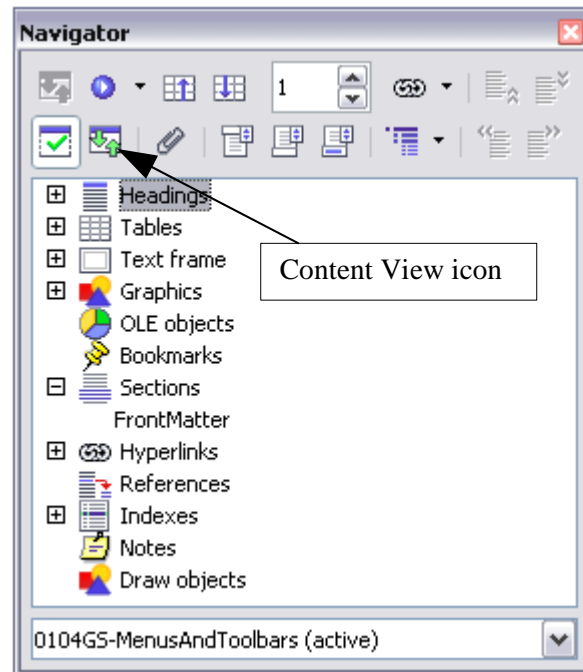 Navigator
1
Headings
Tables
Text frame
Content View icon
Graphics
OLE objects
Bookmarks
Sections
FrontMatter
Hyperlinks
References
Indexes
Notes
Draw objects
0104GS-MenusAndToolbars (active)